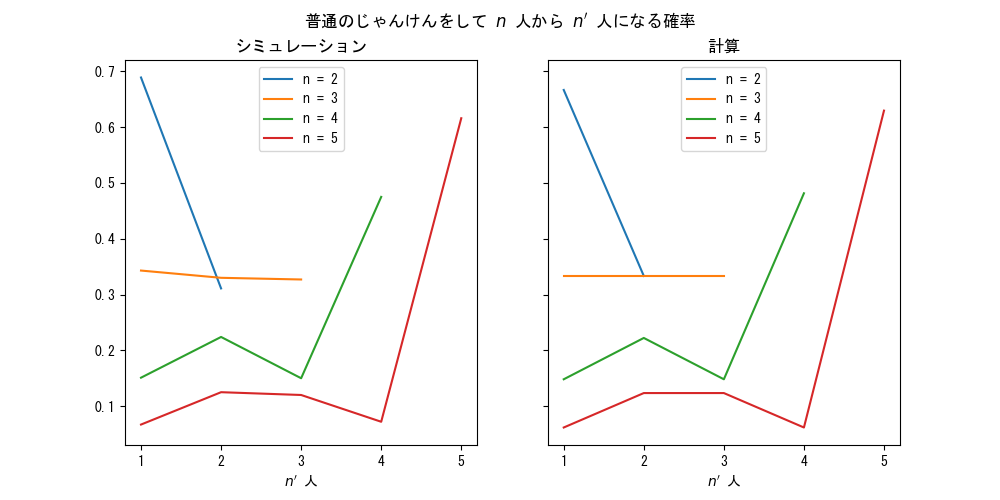 普通のじゃんけんをして n 人から n′ 人になる確率
シミュレーション
計算
0.7
0.6
0.5
0.4
0.3
0.2
0.1
n = 2
n = 3
n = 4
n = 5
n = 2
n = 3
n = 4
n = 5
1 2 3 4 5
1 2 3 4 5
n′ 人
n′ 人